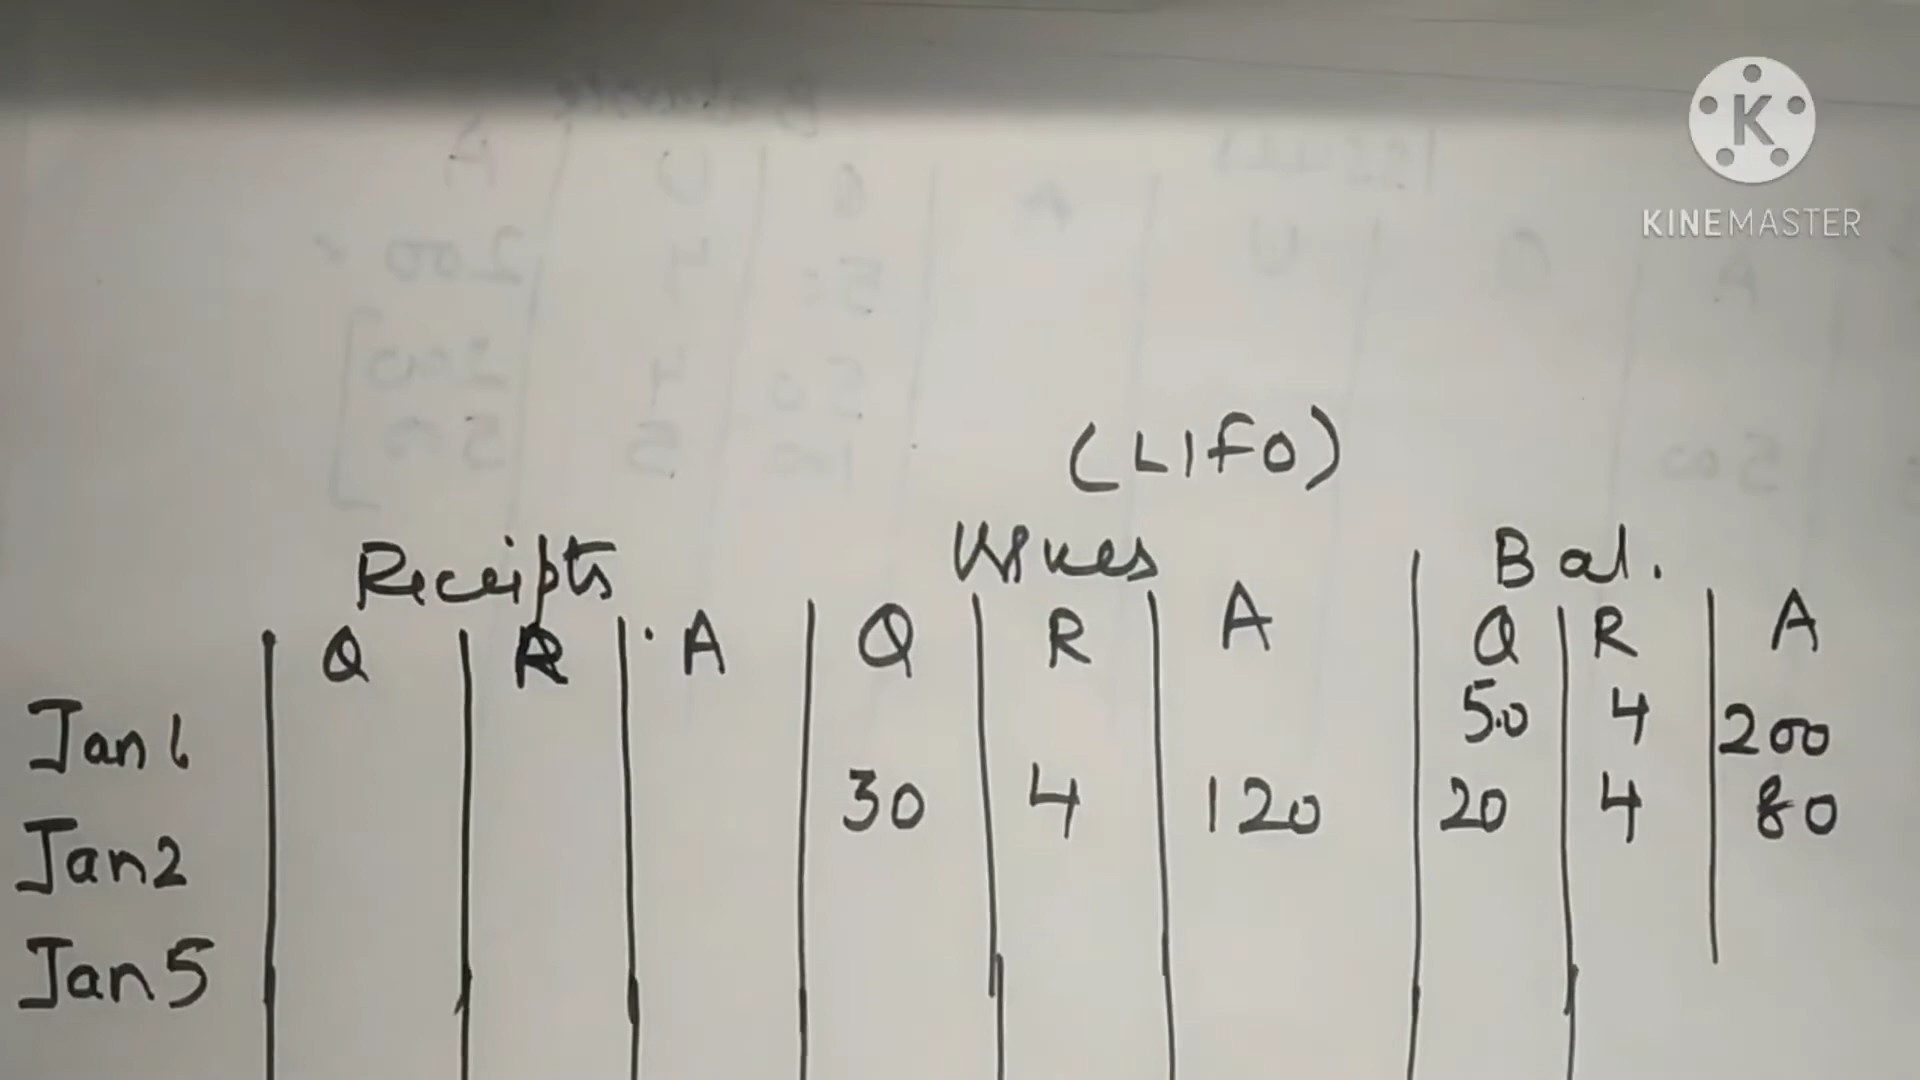 K
KINEMASTER
(LIFO)
Receipts Issues Bal.
Q R A Q R A Q R A
Jan 1 50 4 200
Jan 2 30 4 120 20 4 80
Jan 5